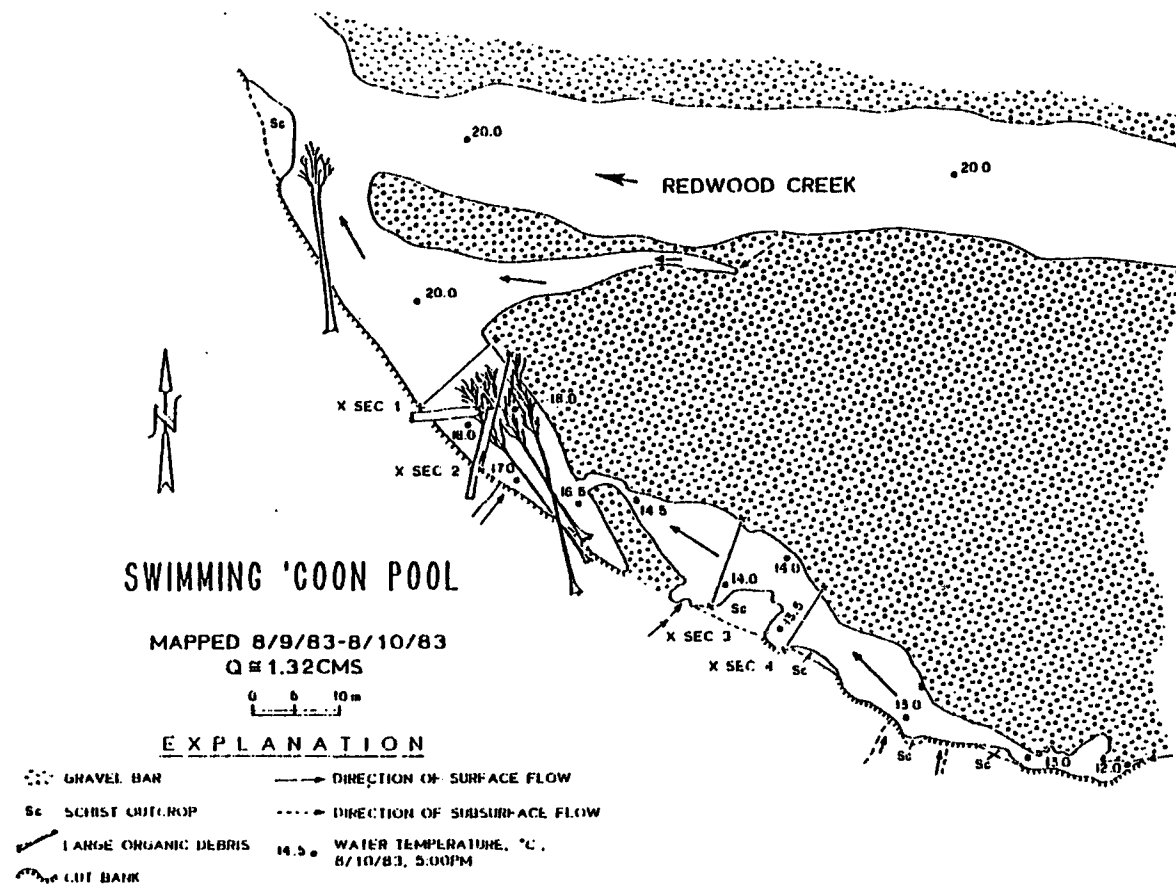 Sc
20.0
20.0
REDWOOD CREEK
20.0
N
X SEC 1
18.0
18.0
X SEC 2
17.0
16.5
14.5
SWIMMING 'COON POOL
14.0
14.0
Sc
13.5
X SEC 3
X SEC 4
Sc
MAPPED 8/9/83-8/10/83
Q ≅ 1.32CMS
0 5 10 m
13.0
Sc
Sc
13.0
12.0
EXPLANATION
GRAVEL BAR
DIRECTION OF SURFACE FLOW
Sc SCHIST OUTCROP
DIRECTION OF SUBSURFACE FLOW
LARGE ORGANIC DEBRIS
14.5 WATER TEMPERATURE, °C,
8/10/83, 5:00PM
CUT BANK